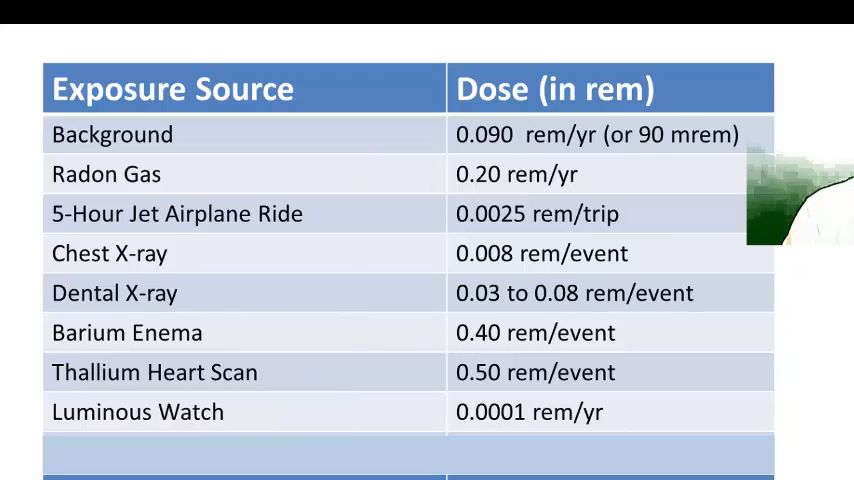 Exposure Source Dose (in rem)
Background 0.090 rem/yr (or 90 mrem)
Radon Gas 0.20 rem/yr
5-Hour Jet Airplane Ride 0.0025 rem/trip
Chest X-ray 0.008 rem/event
Dental X-ray 0.03 to 0.08 rem/event
Barium Enema 0.40 rem/event
Thallium Heart Scan 0.50 rem/event
Luminous Watch 0.0001 rem/yr